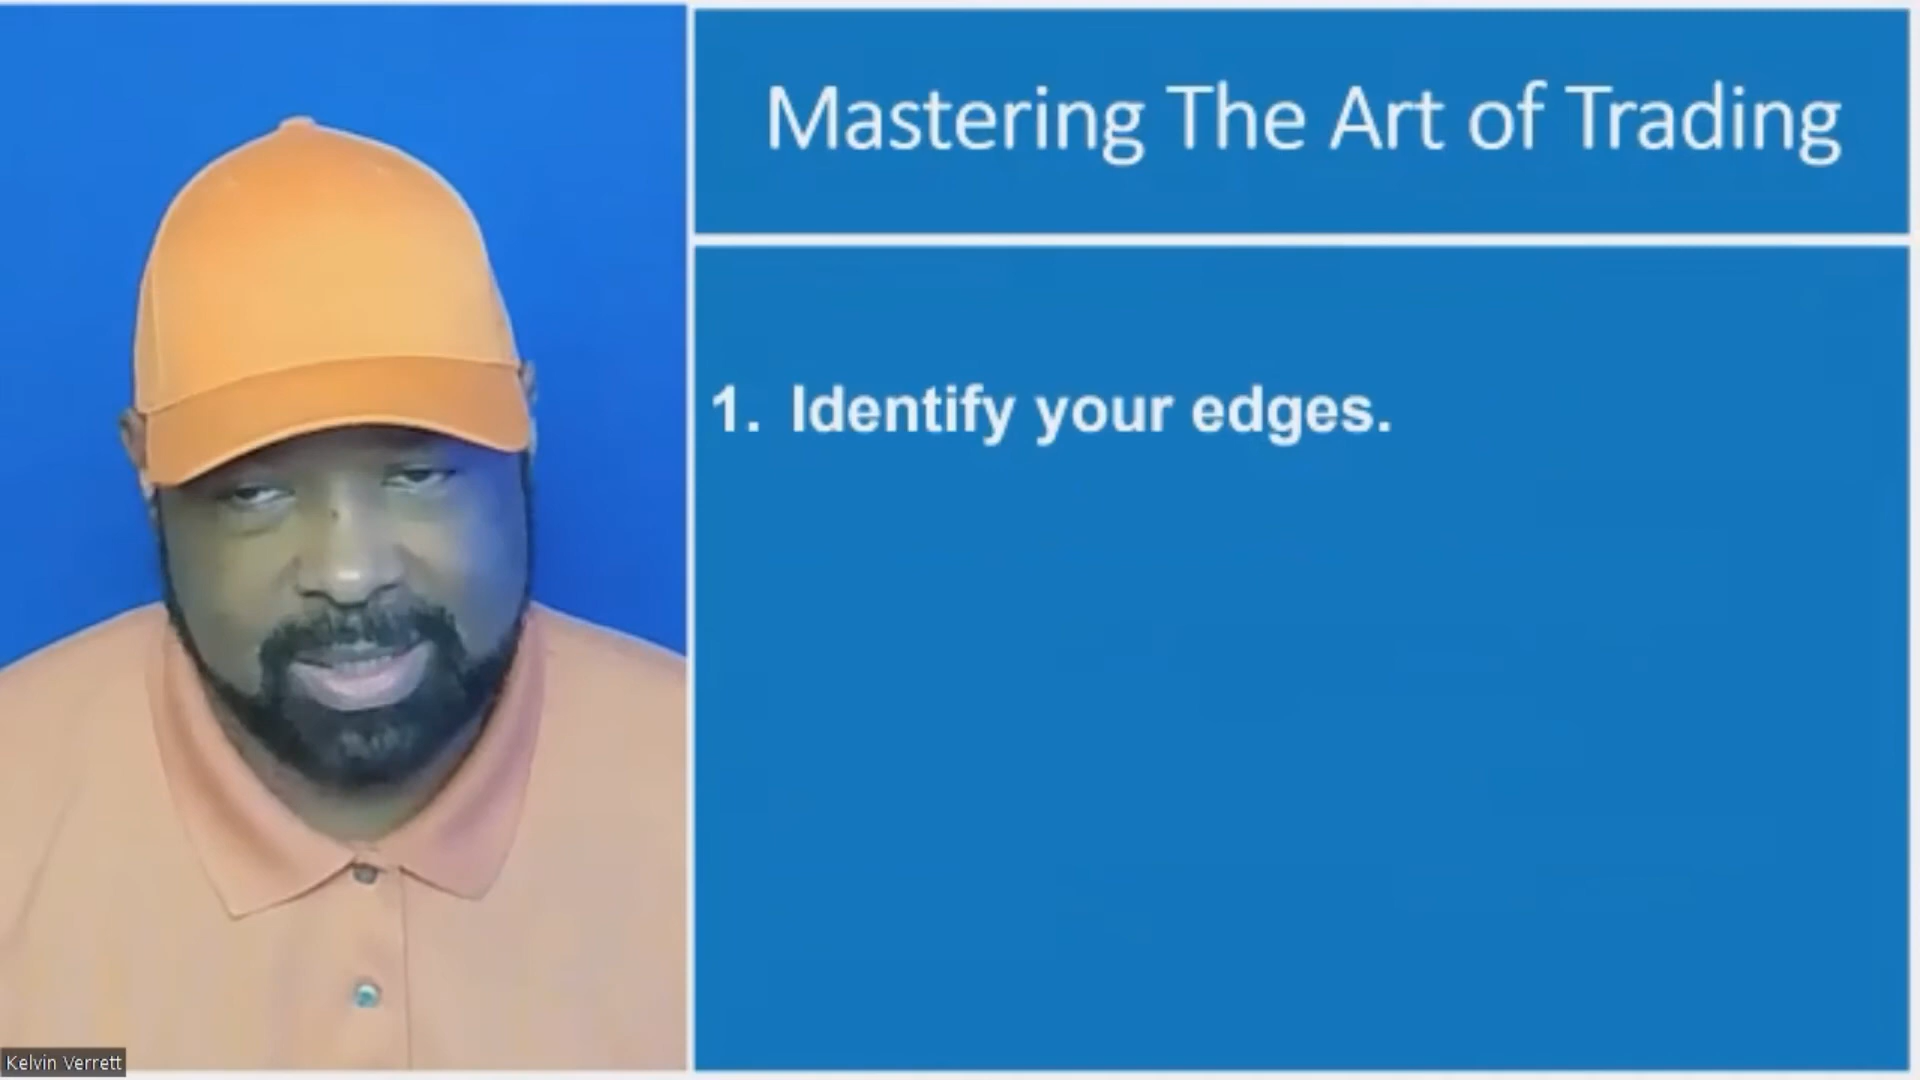 Mastering The Art of Trading
1. Identify your edges.
Kelvin Verrett